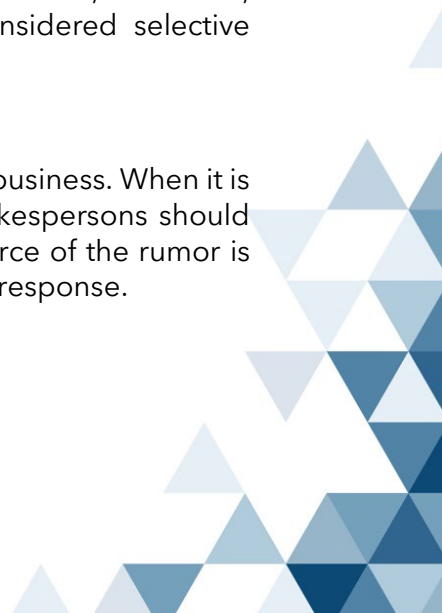 nsidered selective
business. When it is
kespersons should
rce of the rumor is
response.